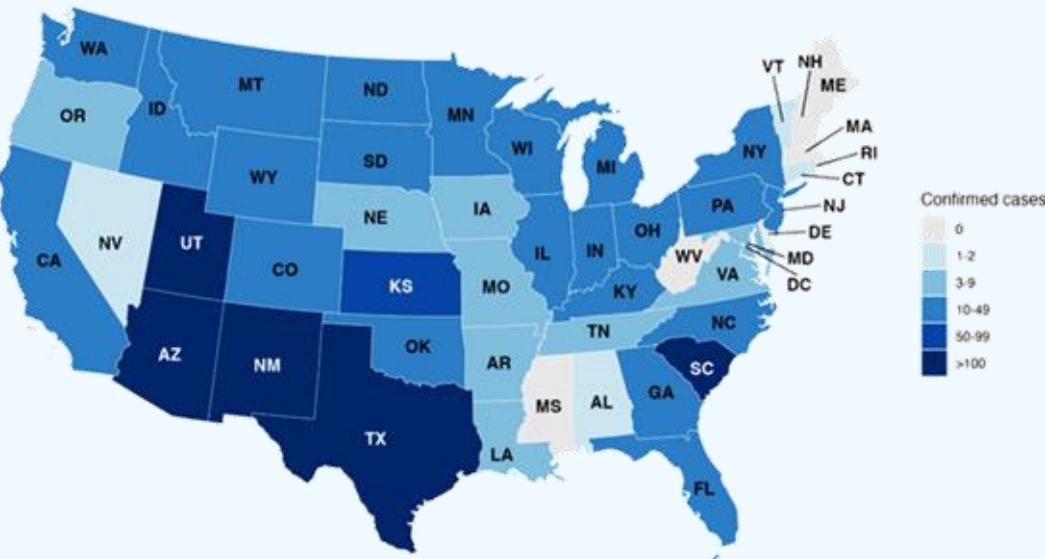 WA
MT
ND
MN
VT
NH
ME
OR
ID
MA
WI
NY
RI
SD
MI
CT
WY
PA
NJ
NE
IA
OH
DE
NV
UT
IL
IN
WV
MD
CA
CO
KS
MO
VA
DC
KY
NC
TN
AZ
NM
OK
AR
SC
MS
AL
GA
TX
LA
FL
Confirmed cases
0
1-2
3-9
10-49
50-99
>100